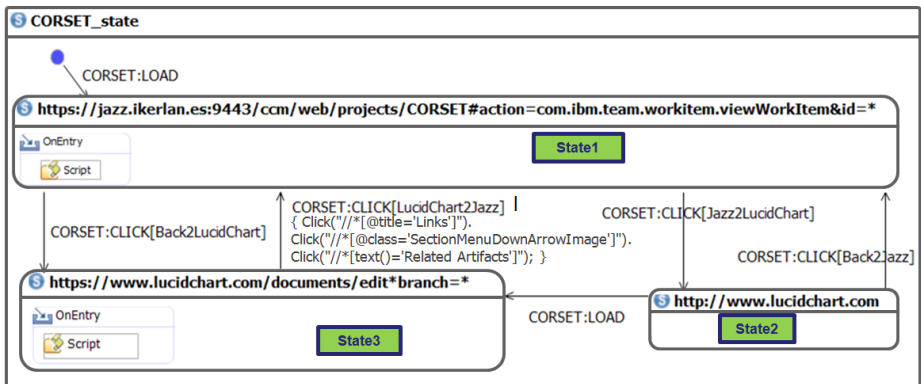 CORSET_state
CORSET:LOAD
https://jazz.ikerlan.es:9443/ccm/web/projects/CORSET#action=com.ibm.team.workitem.viewWorkItem&id=*
OnEntry
Script
State1
CORSET:CLICK[Back2LucidChart]
CORSET:CLICK[LucidChart2Jazz]
{ Click("//*[@title='Links']").
Click("//*[@class='SectionMenuDownArrowImage']").
Click("//*[text()='Related Artifacts']"); }
CORSET:CLICK[Jazz2LucidChart]
CORSET:CLICK[Back2Jazz]
https://www.lucidchart.com/documents/edit*branch=*
OnEntry
Script
State3
CORSET:LOAD
http://www.lucidchart.com
State2